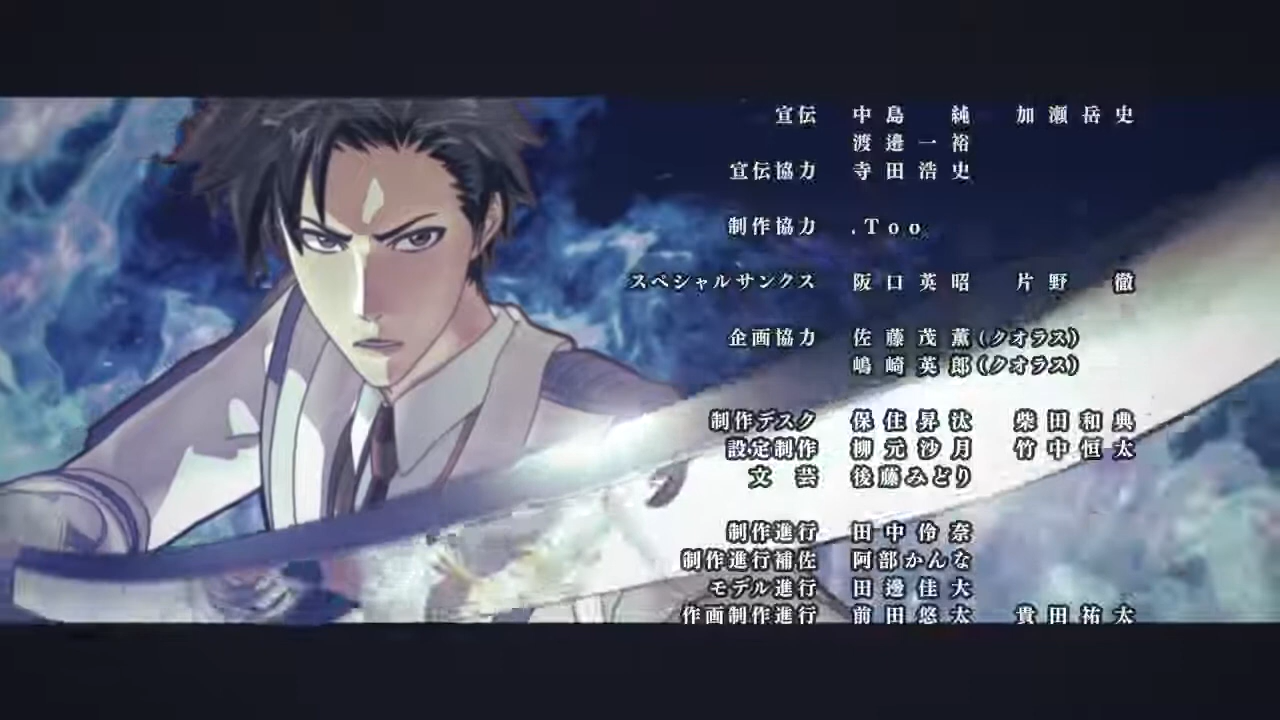 宣伝 中島 純 加瀬岳史
渡邉一裕
宣伝協力 寺田浩史
制作協力 .Too
スペシャルサンクス 阪口英昭 片野 徹
企画協力 佐藤茂薫(クオラス)
嶋崎英郎(クオラス)
制作デスク 保住昇汰 柴田和典
設定制作 柳元沙月 竹中恒太
文芸 後藤みどり
制作進行 田中伶奈
制作進行補佐 阿部かんな
モデル進行 田邊佳大
作画制作進行 前田悠太 貴田祐太